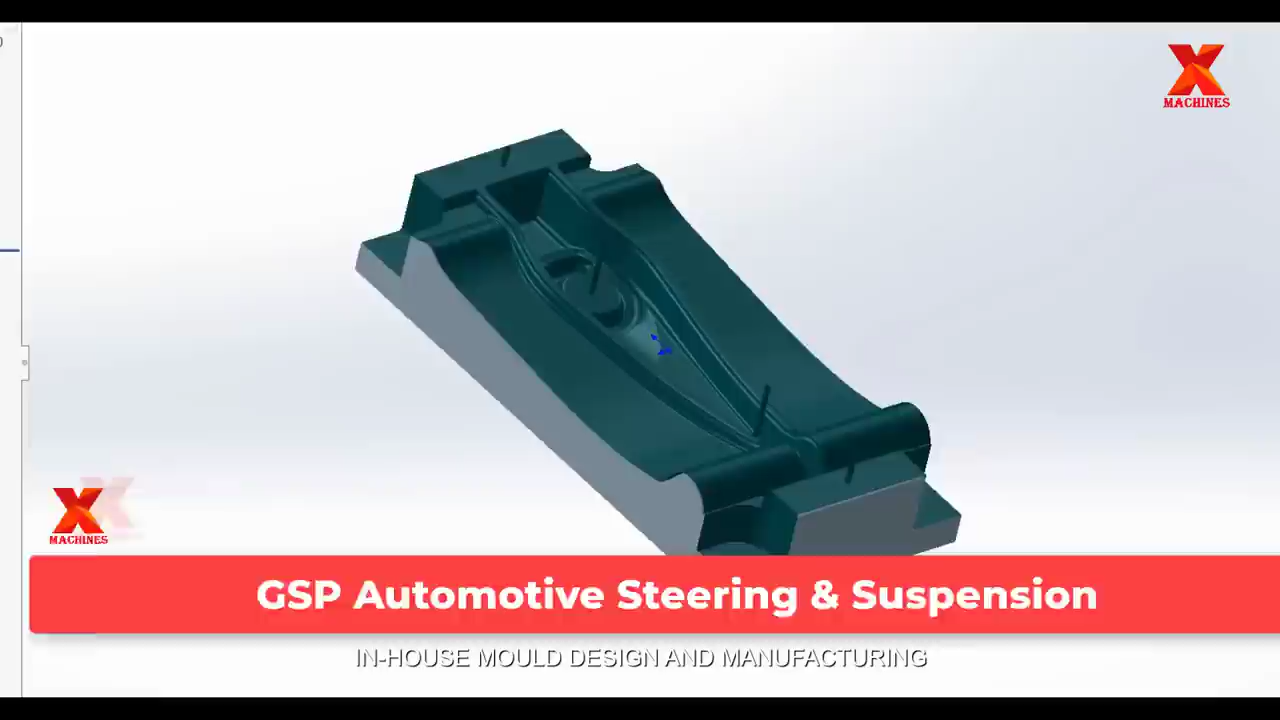 X
MACHINES
X
MACHINES
GSP Automotive Steering & Suspension
IN-HOUSE MOULD DESIGN AND MANUFACTURING